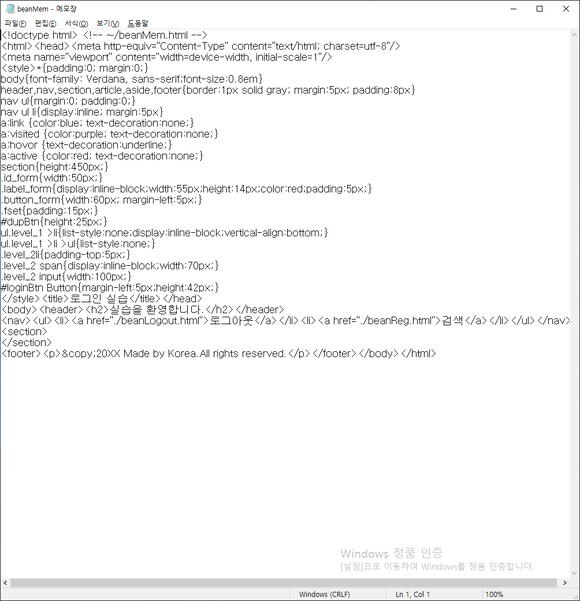 beanMem - 메모장
파일(F) 편집(E) 서식(O) 보기(V) 도움말
<!doctype html> <!-- ~/beanMem.html -->
<html><head><meta http-equiv="Content-Type" content="text/html; charset=utf-8"/>
<meta name="viewport" content="width=device-width, initial-scale=1"/>
<style>*{padding:0; margin:0;}
body{font-family: Verdana, sans-serif;font-size:0.8em}
header,nav,section,article,aside,footer{border:1px solid gray; margin:5px; padding:8px}
nav ul{margin:0; padding:0;}
nav ul li{display:inline; margin:5px}
a:link {color:blue; text-decoration:none;}
a:visited {color:purple; text-decoration:none;}
a:hovor {text-decoration:underline;}
a:active {color:red; text-decoration:none;}
section{height:450px;}
.id_form{width:50px;}
.label_form{display:inline-block;width:55px;height:14px;color:red;padding:5px;}
.button_form{width:60px; margin-left:5px;}
.fset{padding:15px;}
#dupBtn{height:25px;}
ul.level_1 >li{list-style:none;display:inline-block;vertical-align:bottom;}
ul.level_1 >li >ul{list-style:none;}
.level_2li{padding-top:5px;}
.level_2 span{display:inline-block;width:70px;}
.level_2 input{width:100px;}
#loginBtn Button{margin-left:5px;height:42px;}
</style><title>로그인 실습</title></head>
<body><header><h2>실습을 환영합니다.</h2></header>
<nav><ul><li><a href="./beanLogout.html">로그아웃</a></li><li><a href="./beanReg.html">검색</a></li></ul></nav>
<section>
</section>
<footer><p>&copy;20XX Made by Korea.All rights reserved.</p></footer></body></html>
Windows 정품 인증
[설정]으로 이동하여 Windows를 정품 인증합니다.
Windows (CRLF) Ln 1, Col 1 100%